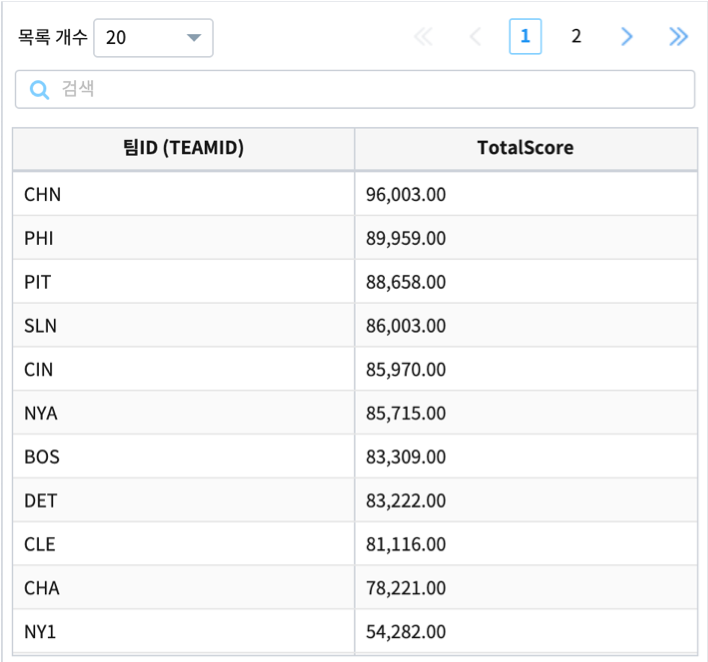 목록 개수 20 1 2
검색
팀ID (TEAMID) TotalScore
CHN 96,003.00
PHI 89,959.00
PIT 88,658.00
SLN 86,003.00
CIN 85,970.00
NYA 85,715.00
BOS 83,309.00
DET 83,222.00
CLE 81,116.00
CHA 78,221.00
NY1 54,282.00